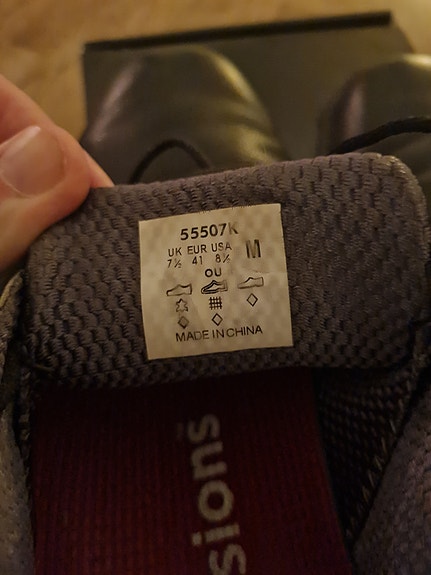 55507K
UK EUR USA M
7½ 41 8½
OU
MADE IN CHINA
sions